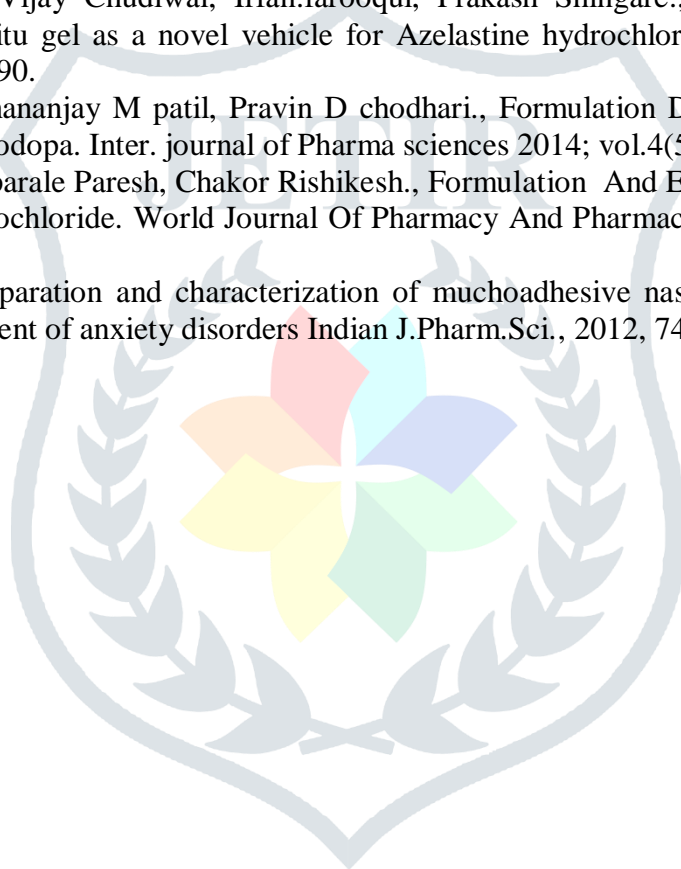 Vijay Chudiwal, Irfan.farooqui, Prakash Shingare.,
itu gel as a novel vehicle for Azelastine hydrochlor
90.
hananjay M patil, Pravin D chodhari., Formulation D
odopa. Inter. journal of Pharma sciences 2014; vol.4(5
parale Paresh, Chakor Rishikesh., Formulation And E
ochloride. World Journal Of Pharmacy And Pharmac
paration and characterization of muchoadhesive nas
ent of anxiety disorders Indian J.Pharm.Sci., 2012, 74
JETIR